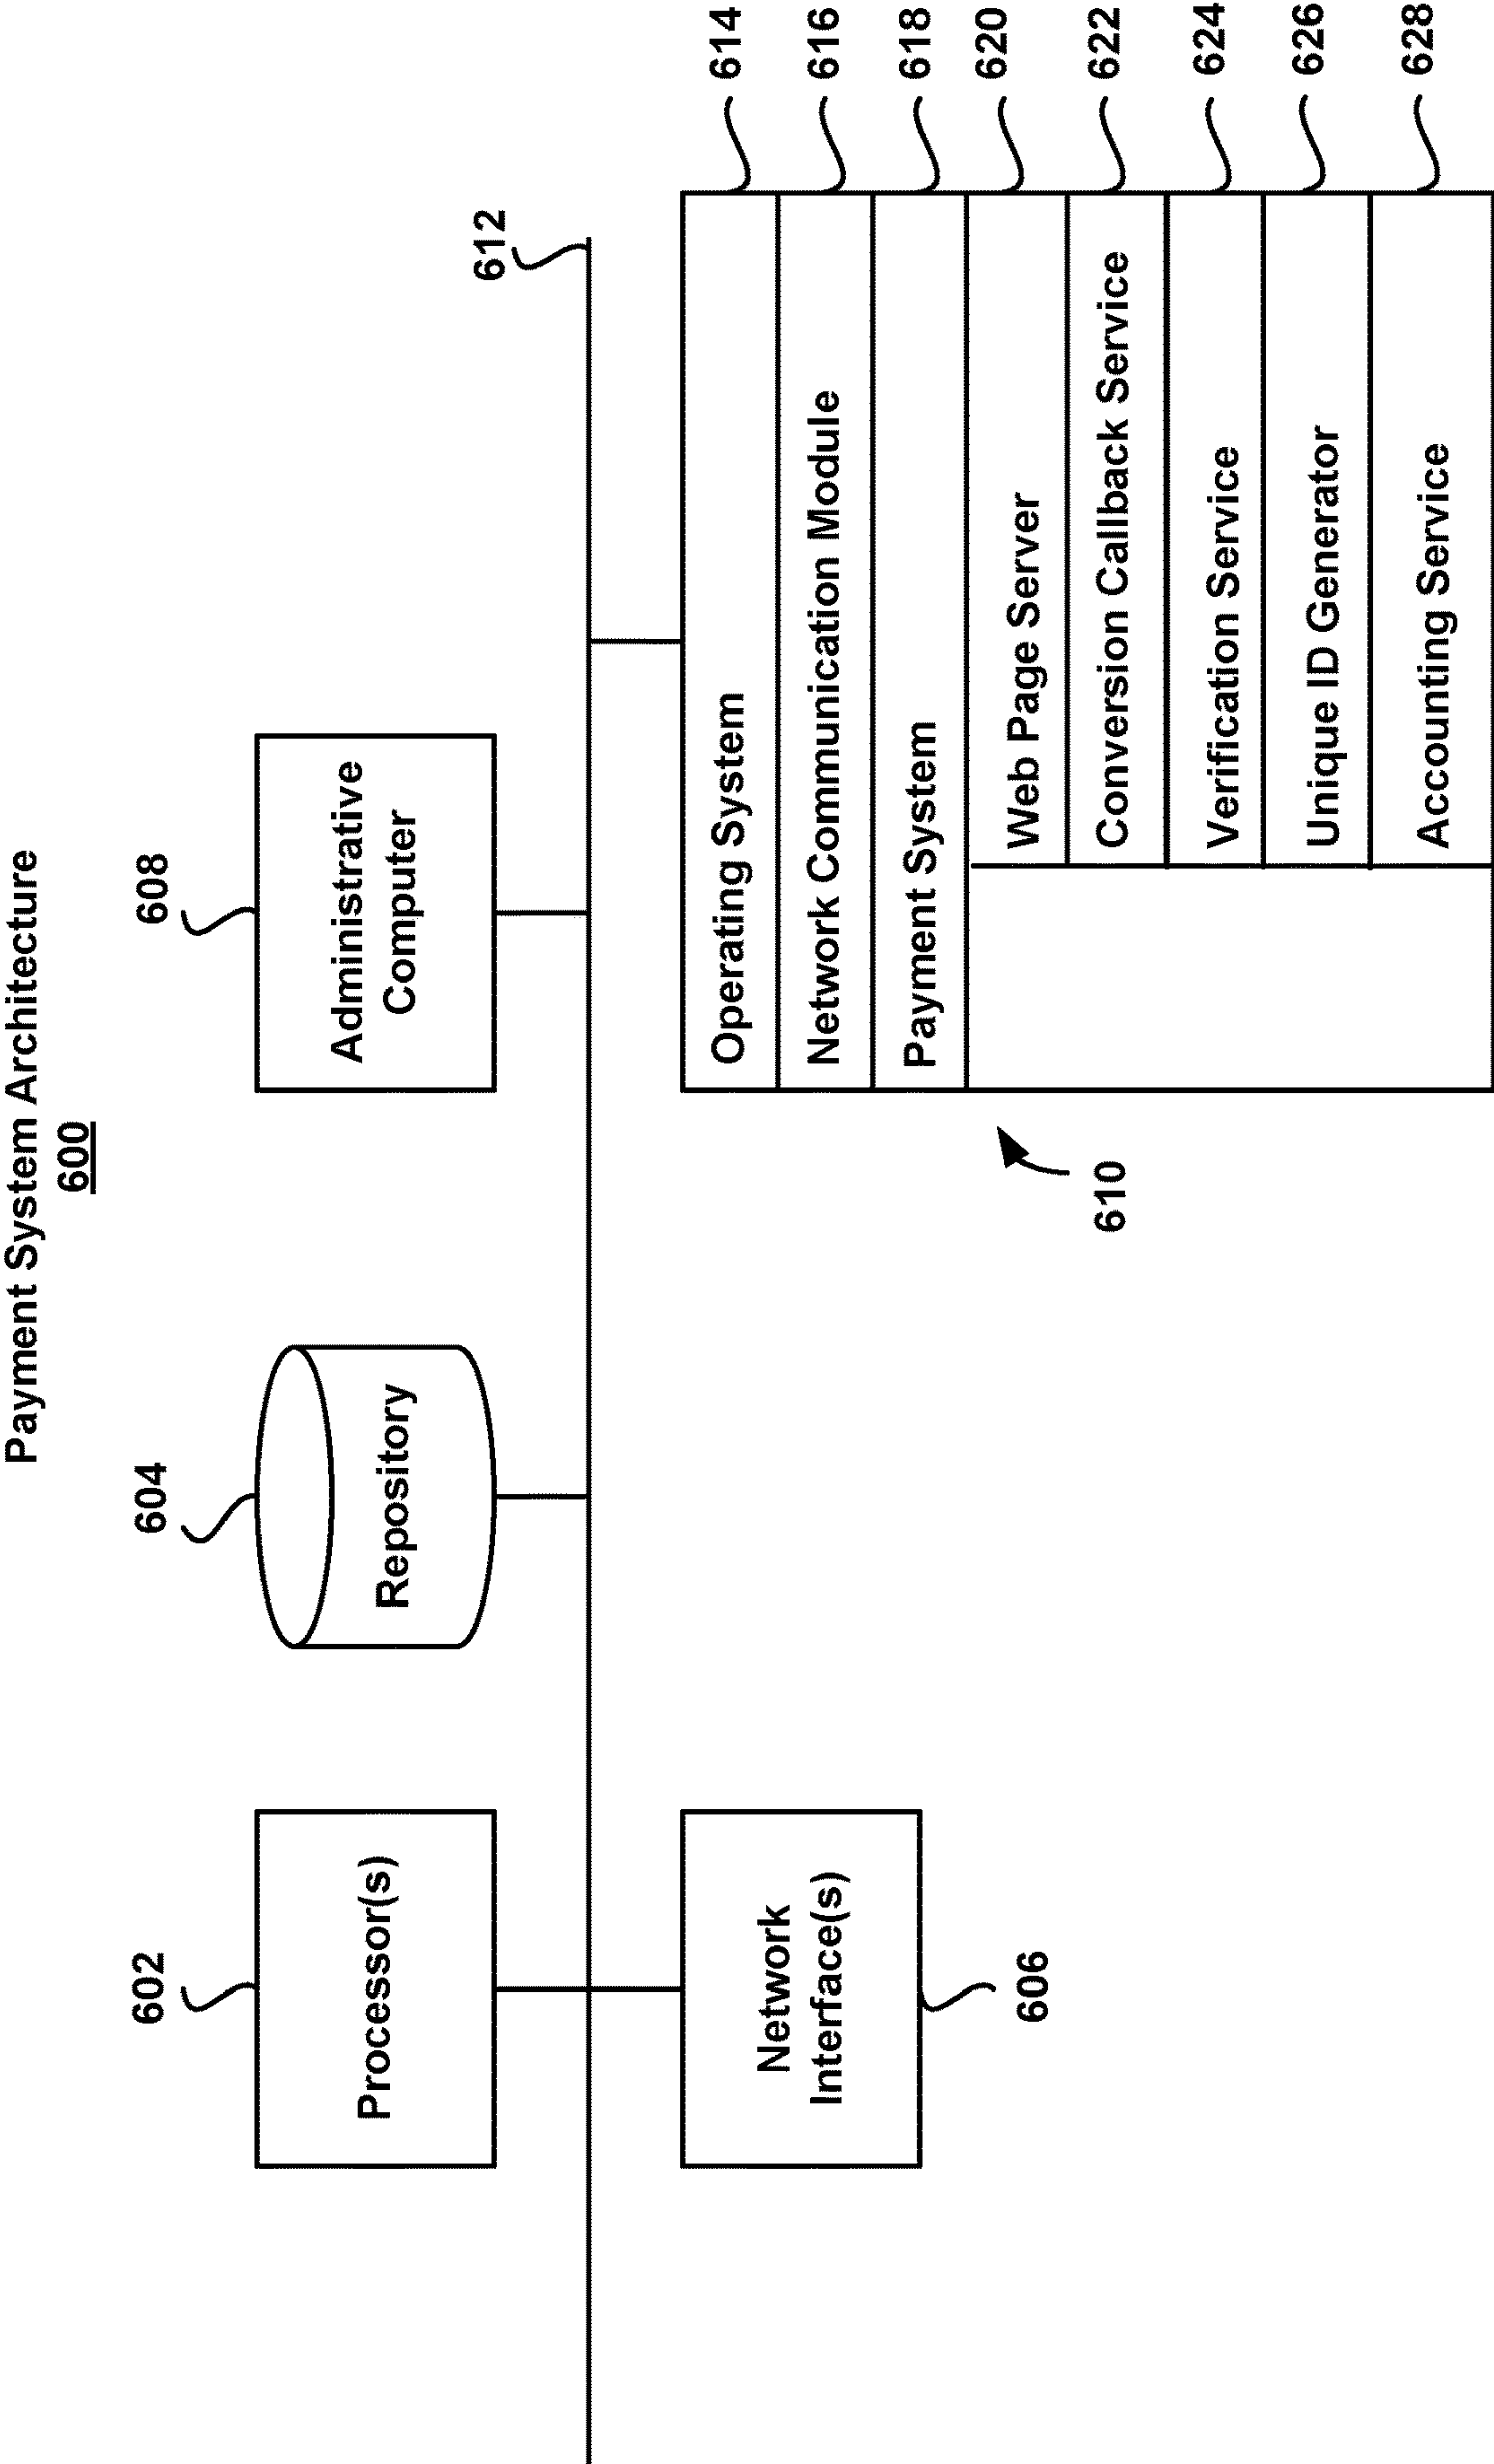 Payment System Architecture
600
602
Processor(s)
604
Repository
608
Administrative
Computer
612
Network
Interface(s)
606
610
Operating System
614
Network Communication Module
616
Payment System
618
Web Page Server
620
Conversion Callback Service
622
Verification Service
624
Unique ID Generator
626
Accounting Service
628